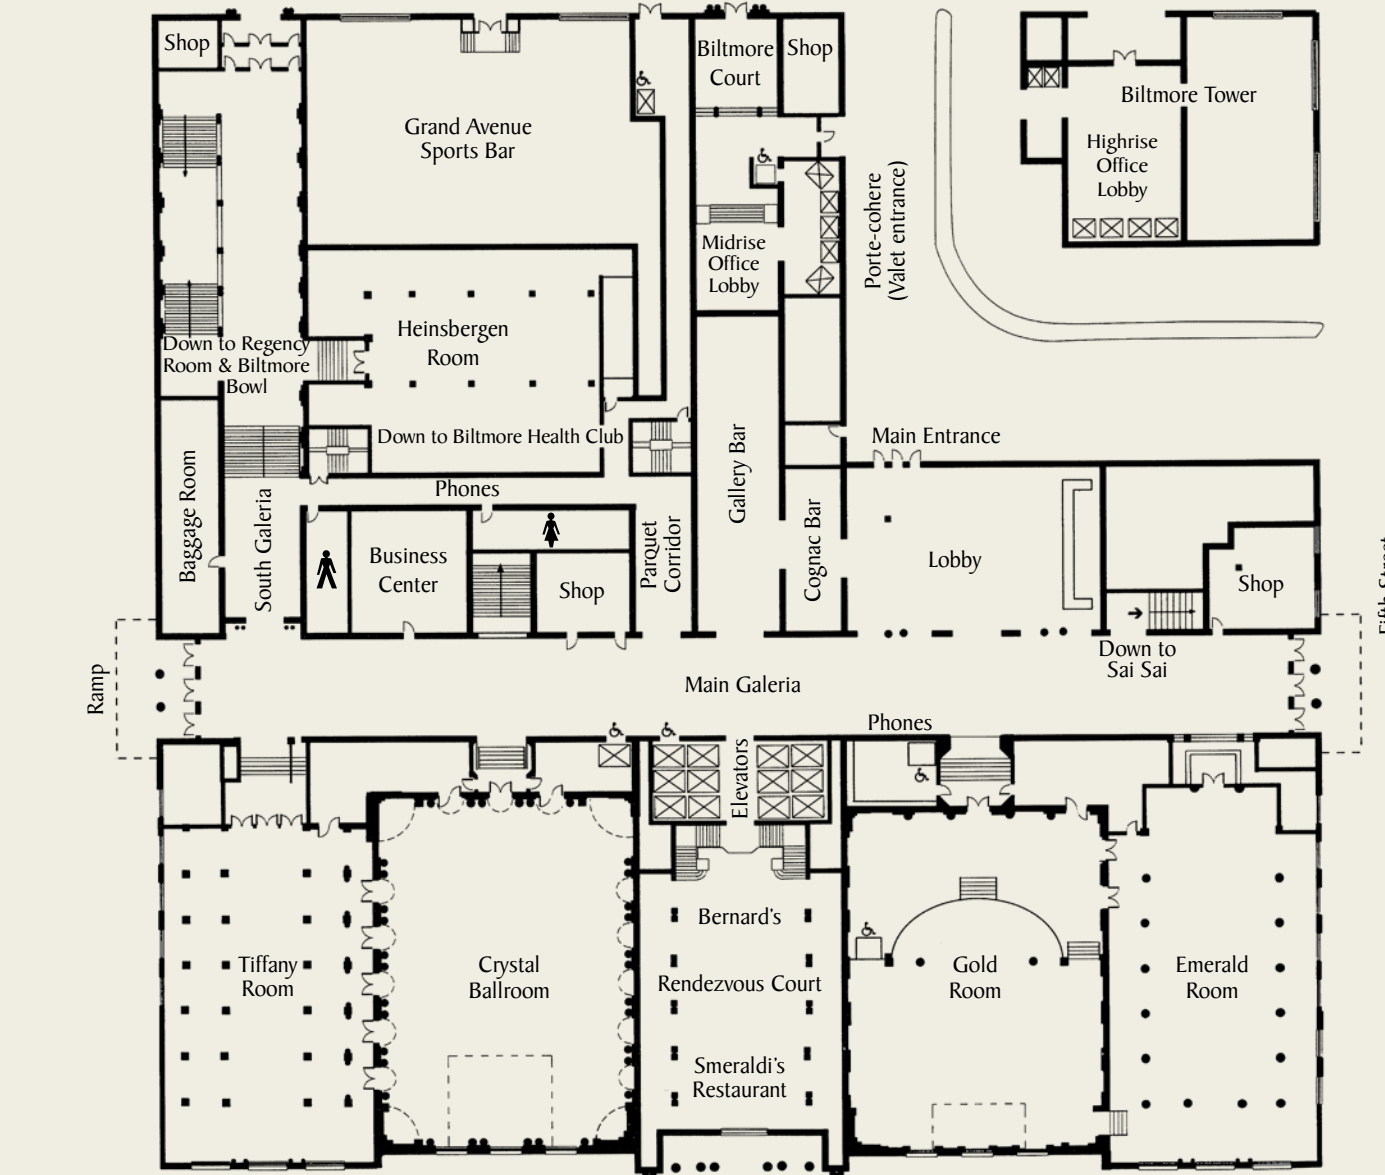 Shop
Biltmore
Court
Shop
Biltmore Tower
Grand Avenue
Sports Bar
Highrise
Office
Lobby
Porte-cohere
(Valet entrance)
Midrise
Office
Lobby
Heinsbergen
Room
Down to Regency
Room & Biltmore
Bowl
Down to Biltmore Health Club
Main Entrance
Gallery Bar
Baggage Room
South Galeria
Phones
Parquet
Corridor
Cognac Bar
Business
Center
Shop
Lobby
Shop
Fifth Street
Ramp
Down to
Sai Sai
Main Galeria
Phones
Elevators
Bernard's
Tiffany
Room
Crystal
Ballroom
Rendezvous Court
Gold
Room
Emerald
Room
Smeraldi's
Restaurant